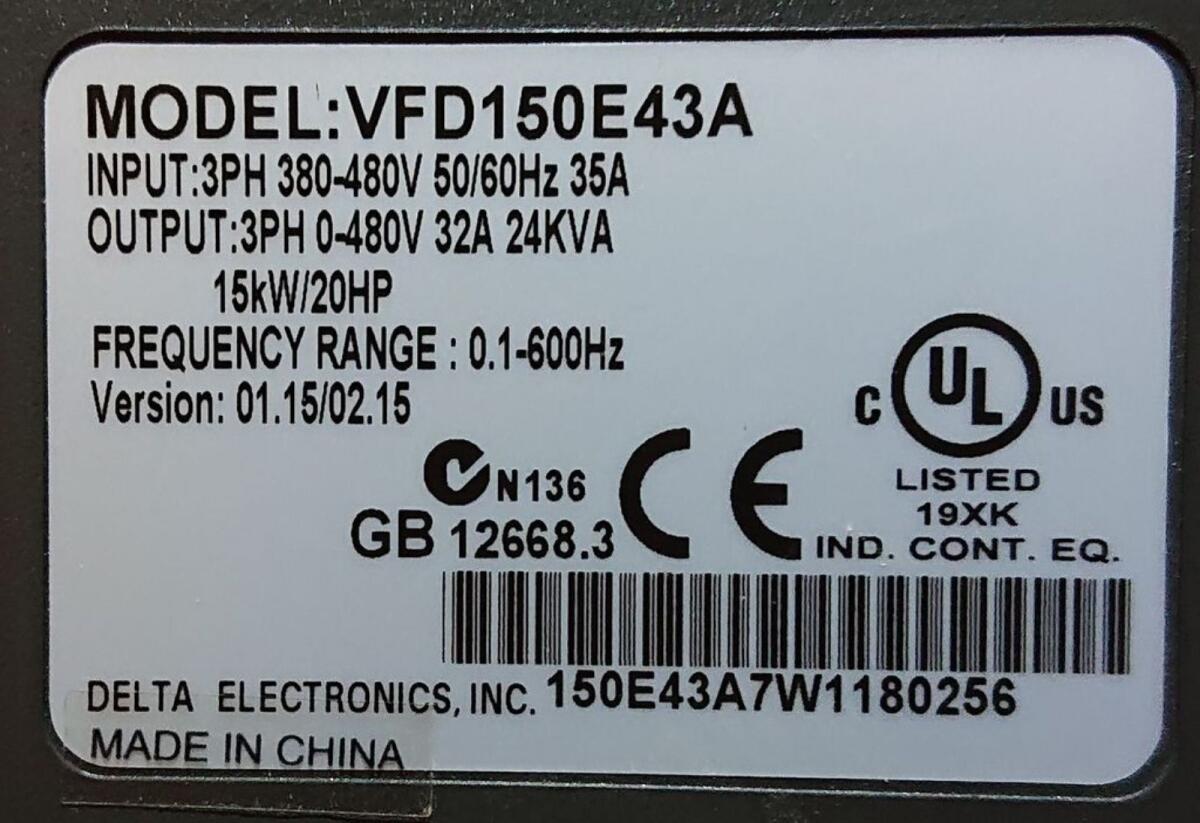 MODEL:VFD150E43A
INPUT:3PH 380-480V 50/60Hz 35A
OUTPUT:3PH 0-480V 32A 24KVA
15kW/20HP
FREQUENCY RANGE : 0.1-600Hz
Version: 01.15/02.15
C UL US
LISTED
19XK
IND. CONT. EQ.
N136
CE
GB 12668.3
DELTA ELECTRONICS, INC. 150E43A7W1180256
MADE IN CHINA